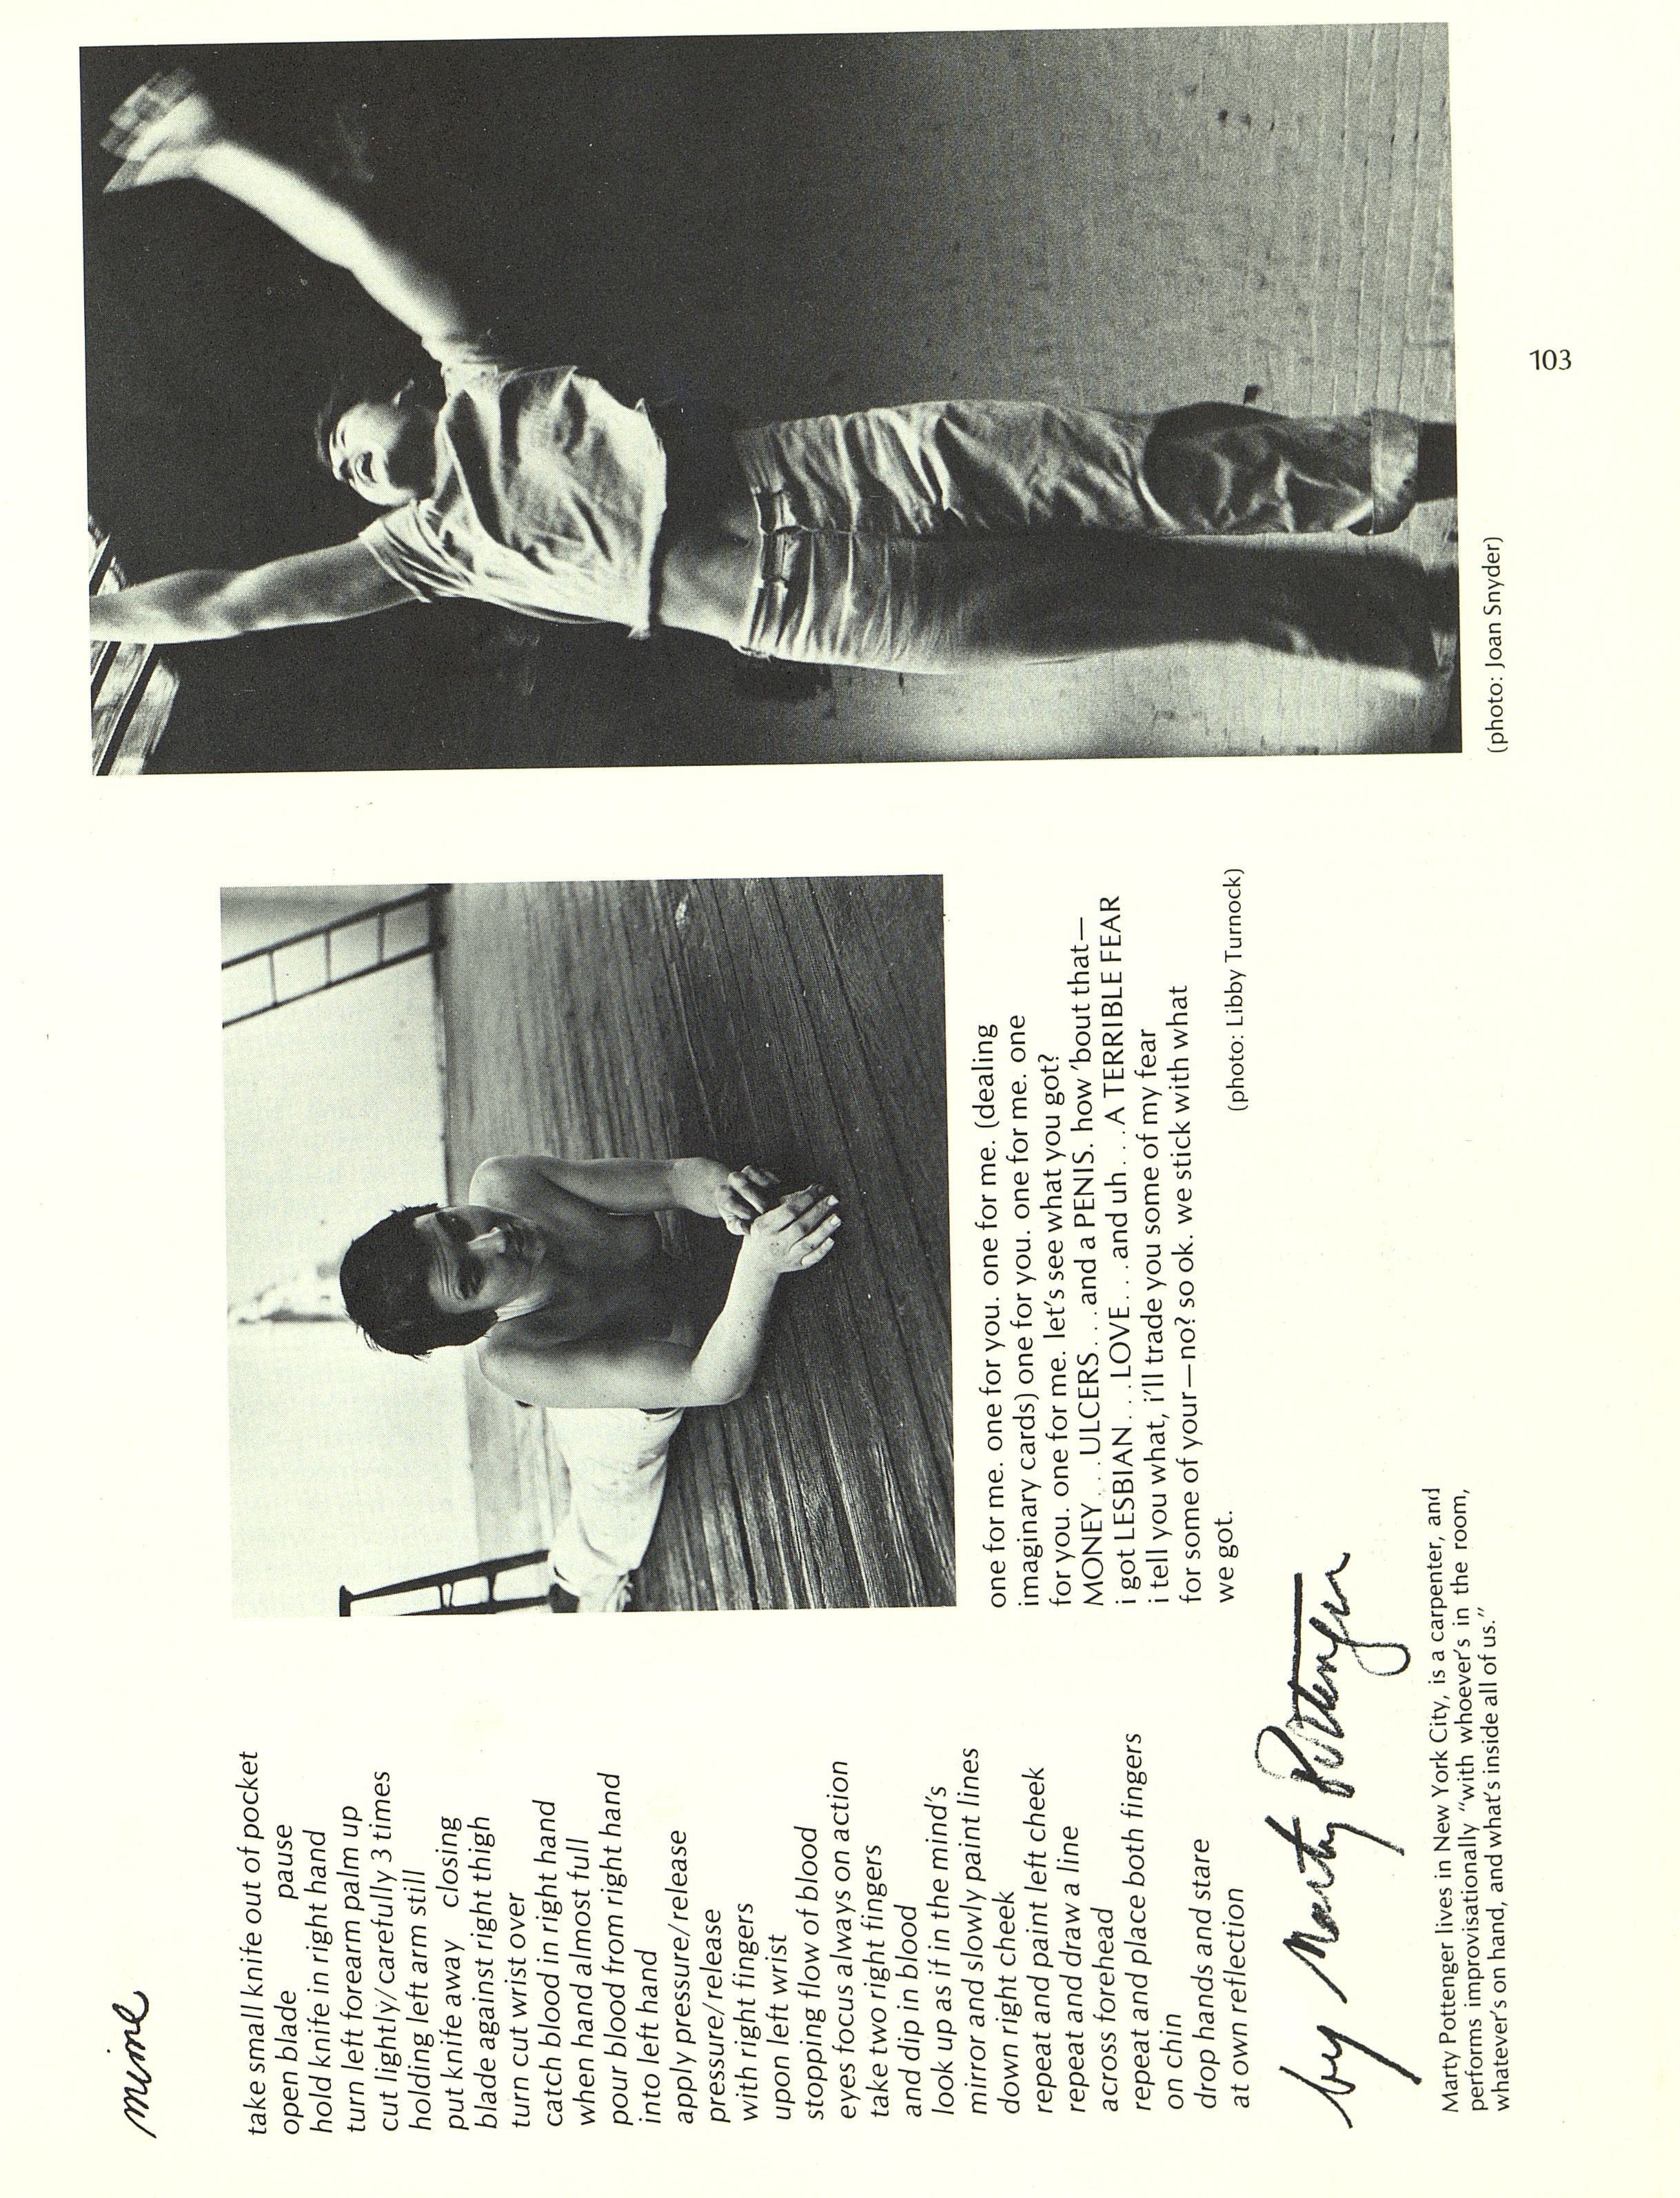 mime
take small knife out of pocket
open blade pause
hold knife in right hand
turn left forearm palm up
cut lightly/carefully 3 times
holding left arm still
put knife away closing
blade against right thigh
turn cut wrist over
catch blood in right hand
when hand almost full
pour blood from right hand
into left hand
apply pressure/release
pressure/release
with right fingers
upon left wrist
stopping flow of blood
eyes focus always on action
take two right fingers
and dip in blood
look up as if in the mind's
mirror and slowly paint lines
down right cheek
repeat and paint left cheek
repeat and draw a line
across forehead
repeat and place both fingers
on chin
drop hands and stare
at own reflection
by Marty Pottenger
Marty Pottenger lives in New York City, is a carpenter, and
performs improvisationally "with whoever's in the room,
whatever's on hand, and what's inside all of us."
one for me. one for you. one for me. (dealing
imaginary cards) one for you. one for me. one
for you. one for me. let's see what you got?
MONEY . . . ULCERS . . . and a PENIS. how 'bout that—
i got LESBIAN . . . LOVE . . . and uh . . . A TERRIBLE FEAR
i tell you what, i'll trade you some of my fear
for some of your—no? so ok. we stick with what
we got.
(photo: Libby Turnock)
(photo: Joan Snyder)
103